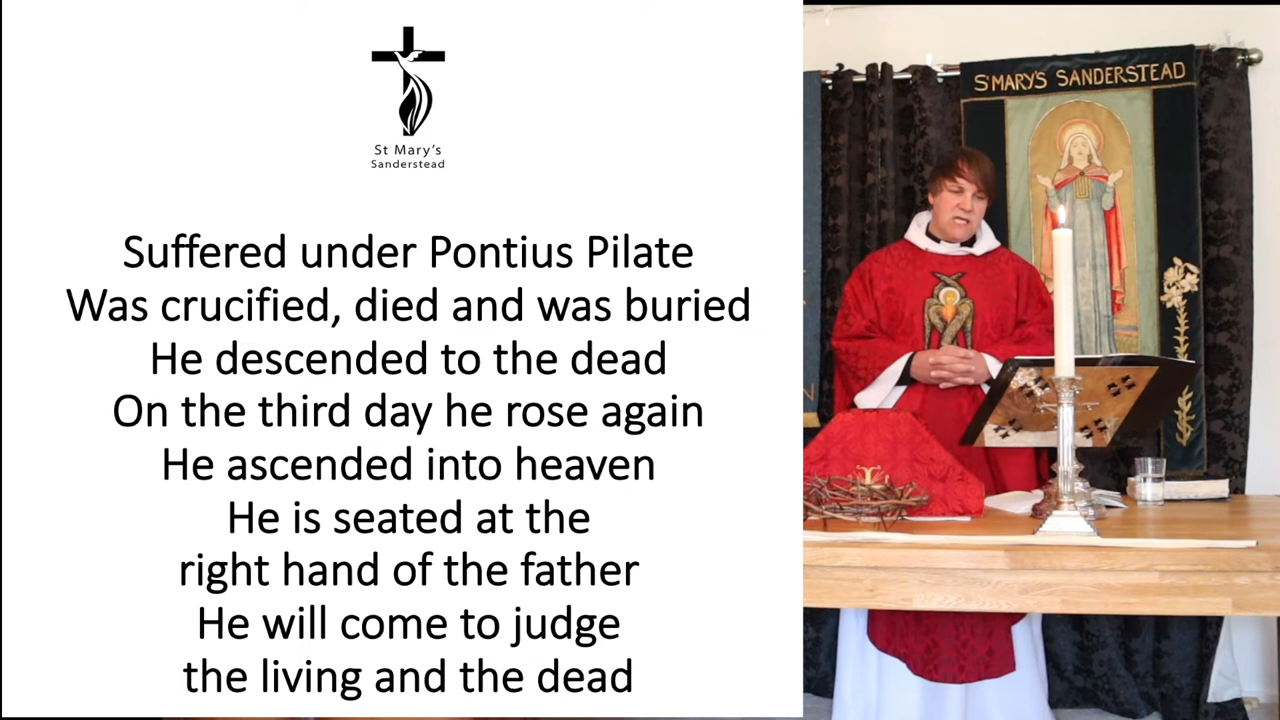 St Mary's
Sanderstead
Suffered under Pontius Pilate
Was crucified, died and was buried
He descended to the dead
On the third day he rose again
He ascended into heaven
He is seated at the
right hand of the father
He will come to judge
the living and the dead
ST MARY'S SANDERSTEAD